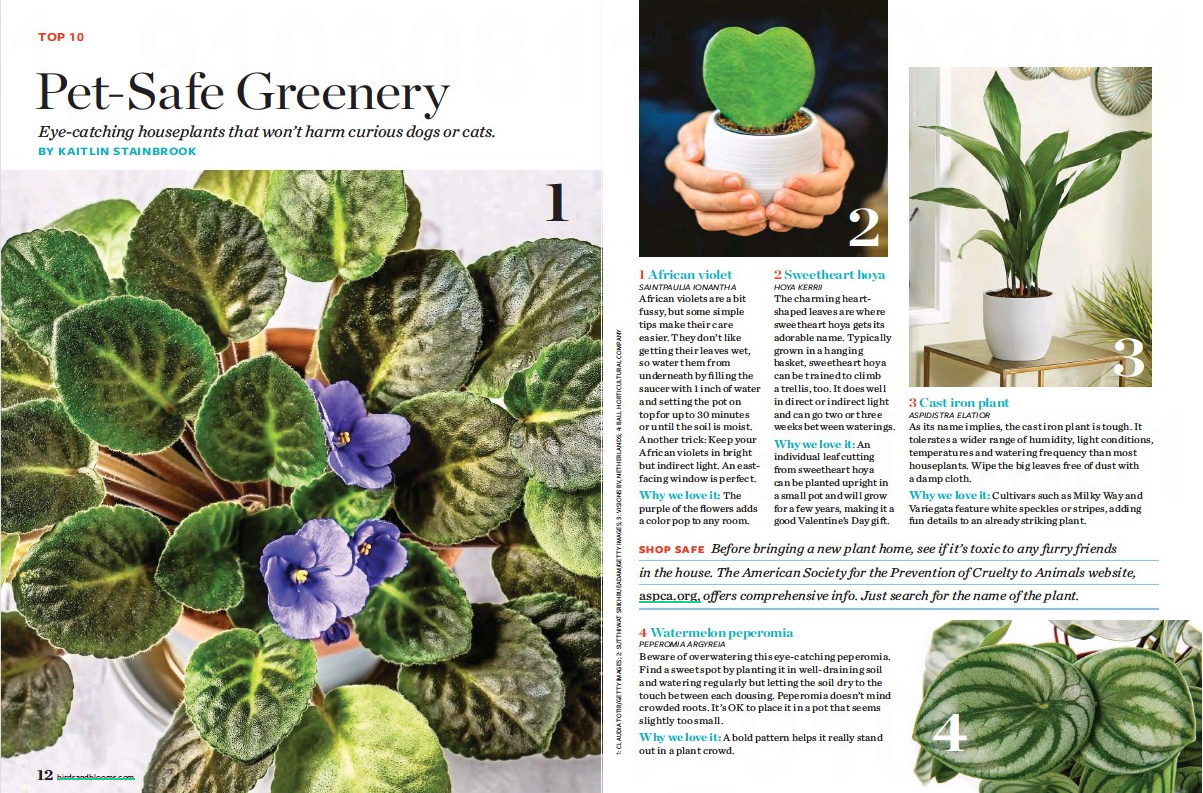 TOP 10
Pet-Safe Greenery
Eye-catching houseplants that won't harm curious dogs or cats.
BY KAITLIN STAINBROOK
1
12 birdsandblooms.com
2
3
1 African violet
SAINTPAULIA IONANTHA
African violets are a bit
fussy, but some simple
tips make their care
easier. They don't like
getting their leaves wet,
so water them from
underneath by filling the
saucer with 1 inch of water
and setting the pot on
top for up to 30 minutes
or until the soil is moist.
Another trick: Keep your
African violets in bright
but indirect light. An east-
facing window is perfect.
Why we love it: The
purple of the flowers adds
a color pop to any room.
2 Sweetheart hoya
HOYA KERRII
The charming heart-
shaped leaves are where
sweetheart hoya gets its
adorable name. Typically
grown in a hanging
basket, sweetheart hoya
can be trained to climb
a trellis, too. It does well
in direct or indirect light
and can go two or three
weeks between waterings.
Why we love it: An
individual leaf cutting
from sweetheart hoya
can be planted upright in
a small pot and will grow
for a few years, making it a
good Valentine's Day gift.
3 Cast iron plant
ASPIDISTRA ELATIOR
As its name implies, the cast iron plant is tough. It
tolerates a wider range of humidity, light conditions,
temperatures and watering frequency than most
houseplants. Wipe the big leaves free of dust with
a damp cloth.
Why we love it: Cultivars such as Milky Way and
Variegata feature white speckles or stripes, adding
fun details to an already striking plant.
SHOP SAFE Before bringing a new plant home, see if it's toxic to any furry friends
in the house. The American Society for the Prevention of Cruelty to Animals website,
aspca.org, offers comprehensive info. Just search for the name of the plant.
4 Watermelon peperomia
PEPEROMIA ARGYREIA
Beware of overwatering this eye-catching peperomia.
Find a sweet spot by planting it in well-draining soil
and watering regularly but letting the soil dry to the
touch between each dousing. Peperomia doesn't mind
crowded roots. It's OK to place it in a pot that seems
slightly too small.
Why we love it: A bold pattern helps it really stand
out in a plant crowd.
4
GETTY IMAGES; 3: VISIONS BV, NETHERLANDS; 4: BALL HORTICULTURAL COMPANY